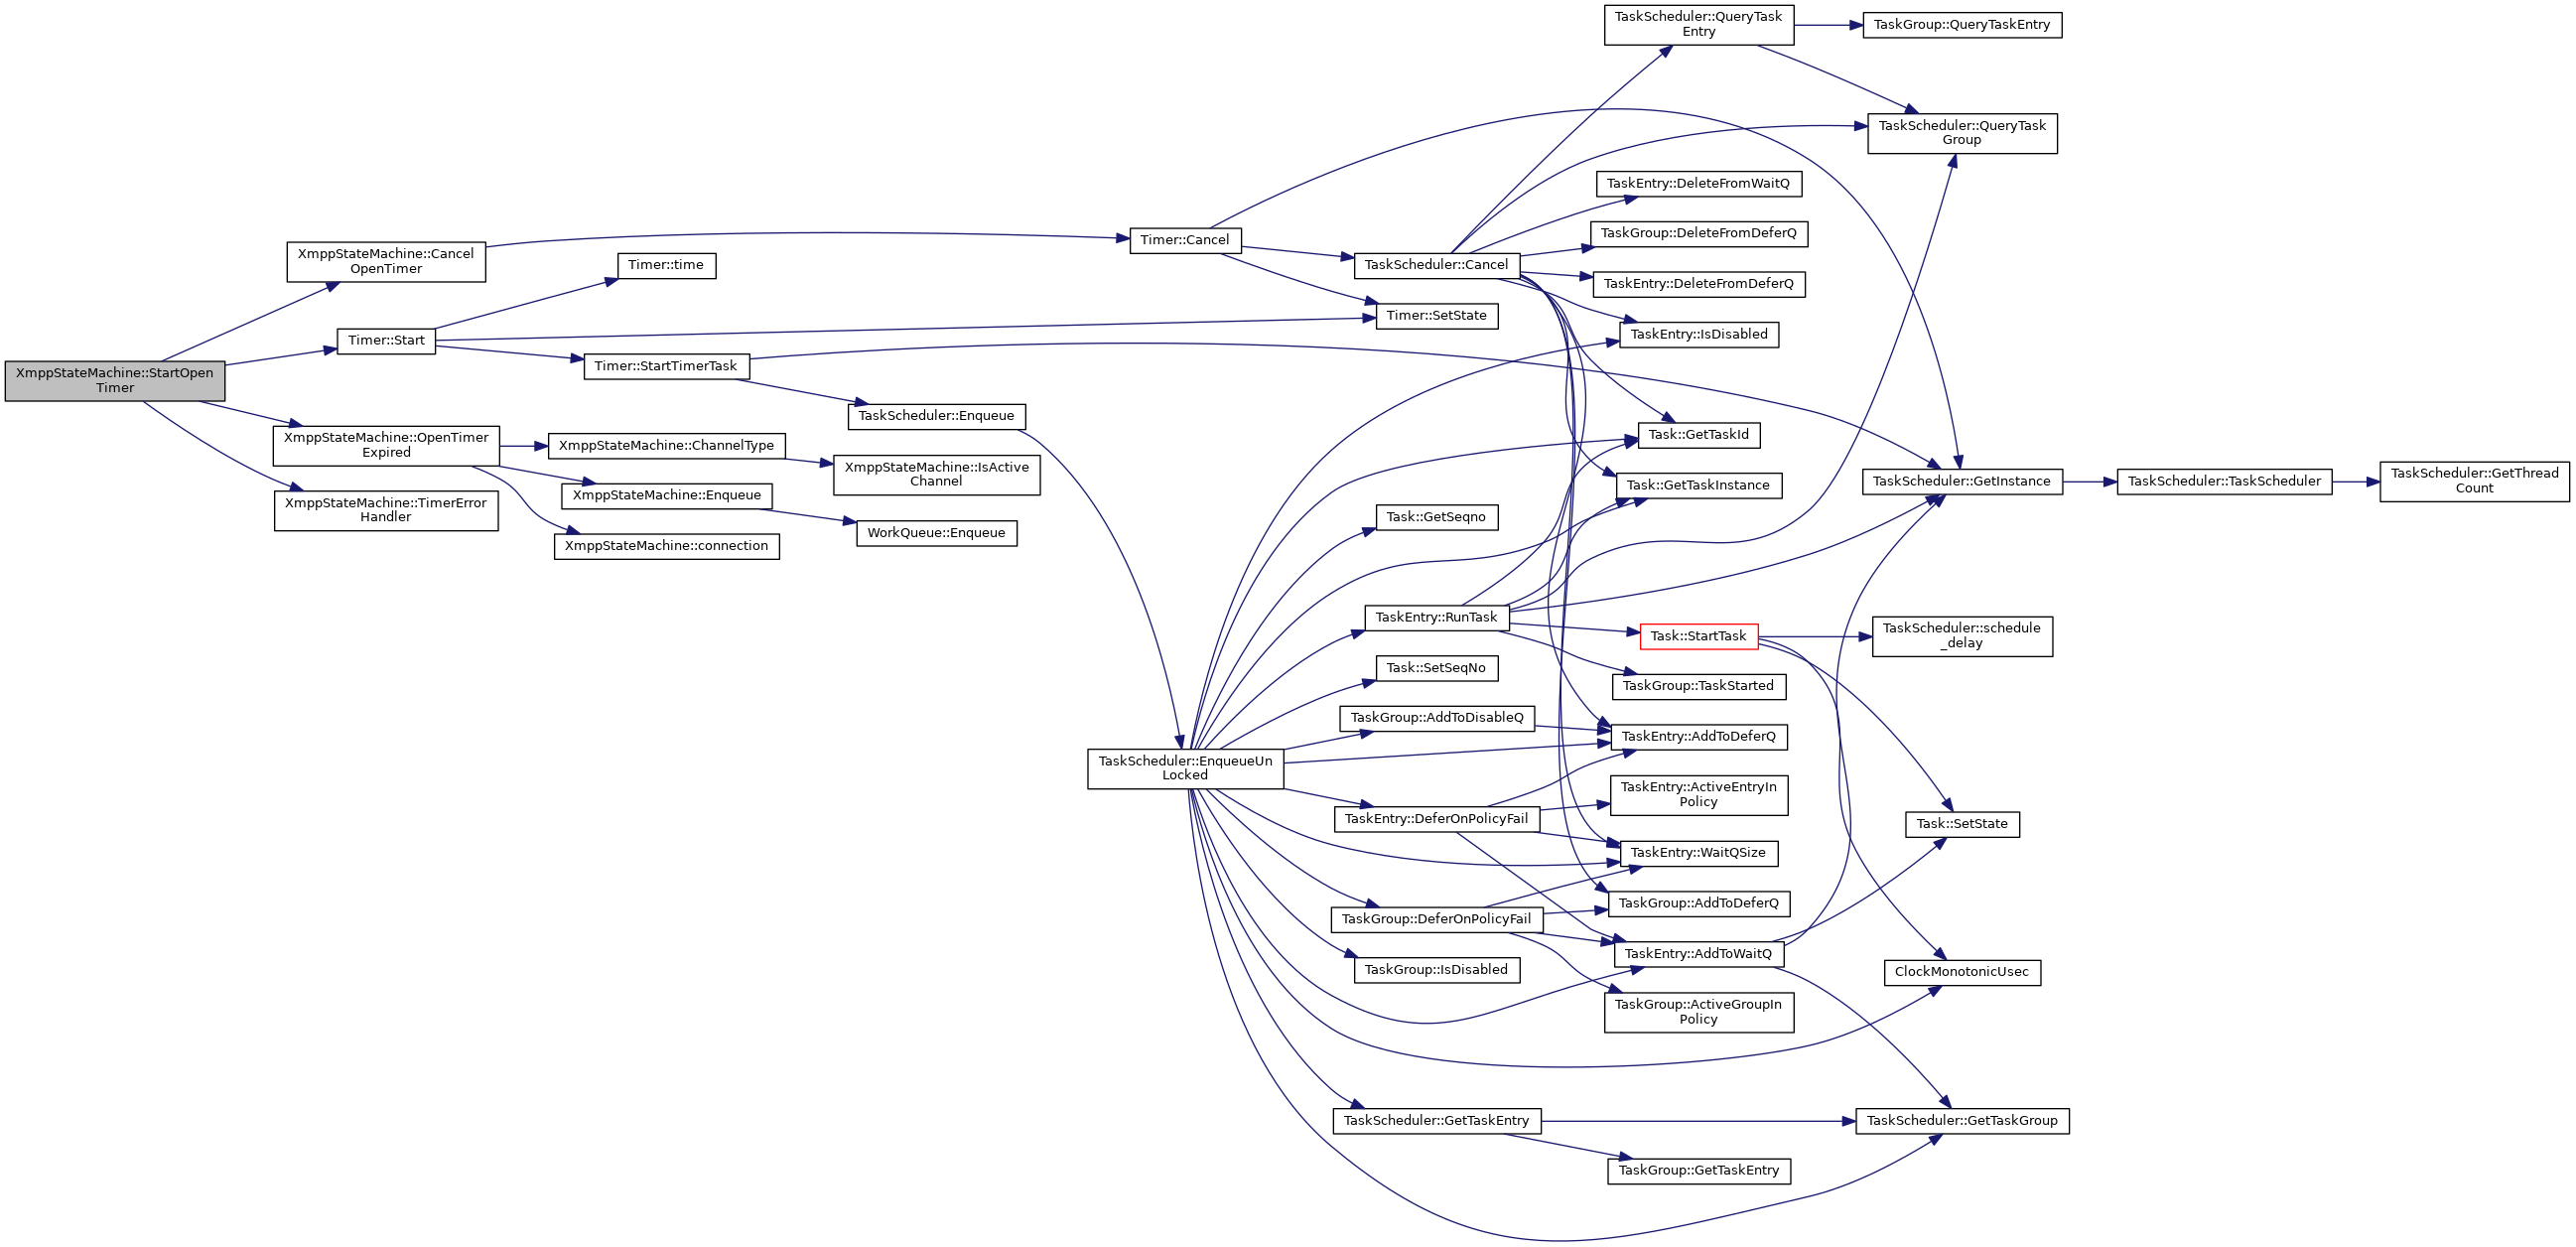 XmppStateMachine::StartOpen
Timer
XmppStateMachine::Cancel
OpenTimer
Timer::Start
XmppStateMachine::OpenTimer
Expired
XmppStateMachine::TimerError
Handler
Timer::time
Timer::StartTimerTask
XmppStateMachine::ChannelType
XmppStateMachine::Enqueue
XmppStateMachine::connection
TaskScheduler::Enqueue
XmppStateMachine::IsActive
Channel
WorkQueue::Enqueue
Timer::Cancel
TaskScheduler::EnqueueUn
Locked
TaskScheduler::Cancel
Timer::SetState
Task::GetSeqno
TaskEntry::RunTask
Task::SetSeqNo
TaskGroup::AddToDisableQ
TaskEntry::DeferOnPolicyFail
TaskGroup::DeferOnPolicyFail
TaskGroup::IsDisabled
TaskScheduler::GetTaskEntry
TaskScheduler::QueryTask
Entry
TaskEntry::DeleteFromWaitQ
TaskGroup::DeleteFromDeferQ
TaskEntry::DeleteFromDeferQ
TaskEntry::IsDisabled
Task::GetTaskId
Task::GetTaskInstance
Task::StartTask
TaskGroup::TaskStarted
TaskEntry::AddToDeferQ
TaskEntry::ActiveEntryIn
Policy
TaskEntry::WaitQSize
TaskGroup::AddToDeferQ
TaskEntry::AddToWaitQ
TaskGroup::ActiveGroupIn
Policy
TaskGroup::GetTaskEntry
TaskGroup::QueryTaskEntry
TaskScheduler::QueryTask
Group
TaskScheduler::GetInstance
TaskScheduler::schedule
_delay
Task::SetState
ClockMonotonicUsec
TaskScheduler::GetTaskGroup
TaskScheduler::TaskScheduler
TaskScheduler::GetThread
Count